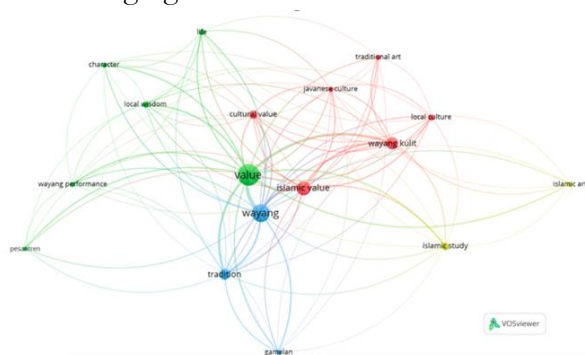 life
traditional art
character
javanese culture
local wisdom
cultural value
local culture
wayang kulit
value
wayang performance
islamic value
islamic art
wayang
pesantren
islamic study
tradition
VOSviewer
gamelan